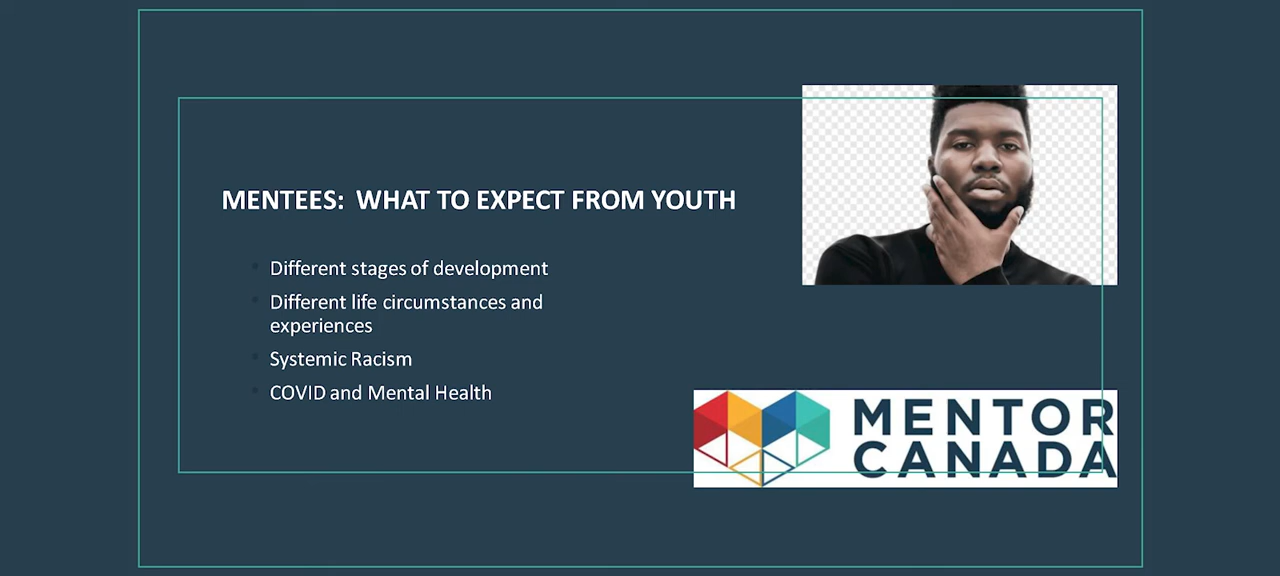 MENTEES:  WHAT TO EXPECT FROM YOUTH
Different stages of development
Different life circumstances and
experiences
Systemic Racism
COVID and Mental Health
MENTOR
CANADA